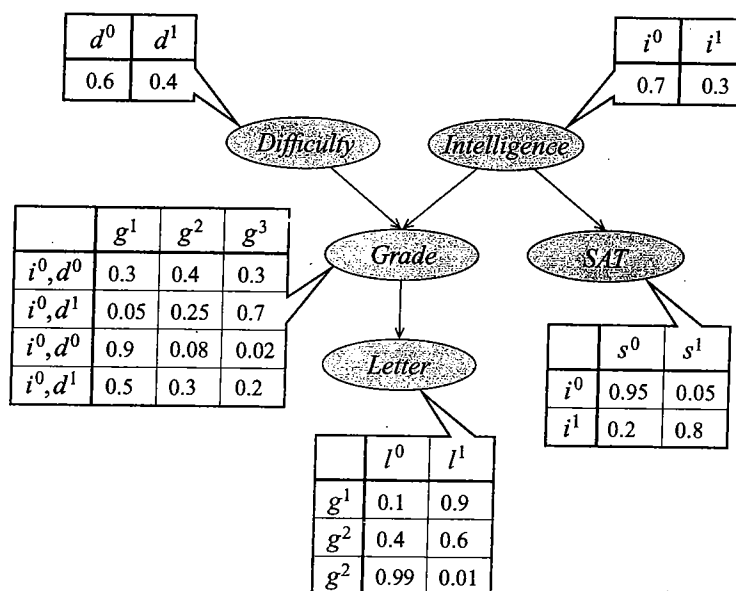 d⁰ d¹
0.6 0.4
i⁰ i¹
0.7 0.3
Difficulty
Intelligence
g¹ g² g³
i⁰, d⁰ 0.3 0.4 0.3
i⁰, d¹ 0.05 0.25 0.7
i⁰, d⁰ 0.9 0.08 0.02
i⁰, d¹ 0.5 0.3 0.2
Grade
SAT
Letter
s⁰ s¹
i⁰ 0.95 0.05
i¹ 0.2 0.8
l⁰ l¹
g¹ 0.1 0.9
g² 0.4 0.6
g² 0.99 0.01